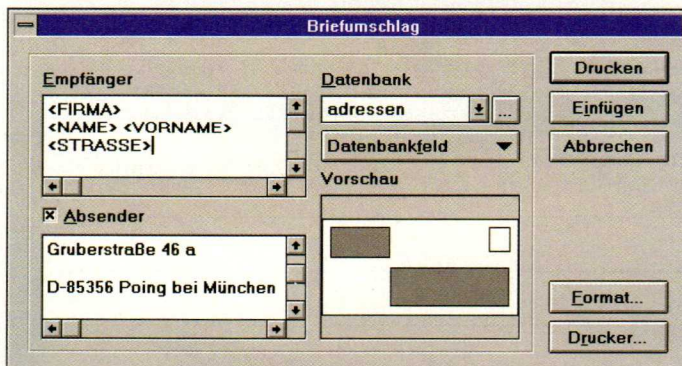 Briefumschlag
Empfänger
<FIRMA>
<NAME> <VORNAME>
<STRASSE>
Absender
Gruberstraße 46 a
D-85356 Poing bei München
Datenbank
adressen
...
Datenbankfeld
Vorschau
Drucken
Einfügen
Abbrechen
Format...
Drucker...